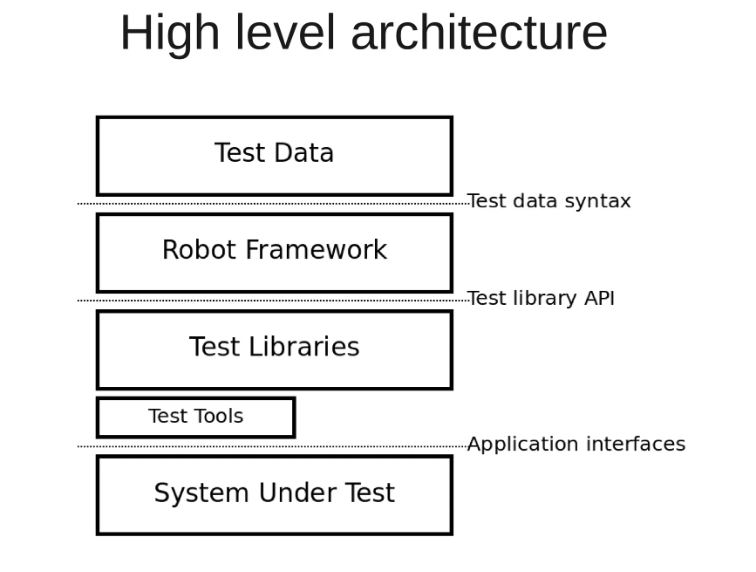 High level architecture
Test Data
Test data syntax
Robot Framework
Test library API
Test Libraries
Test Tools
Application interfaces
System Under Test